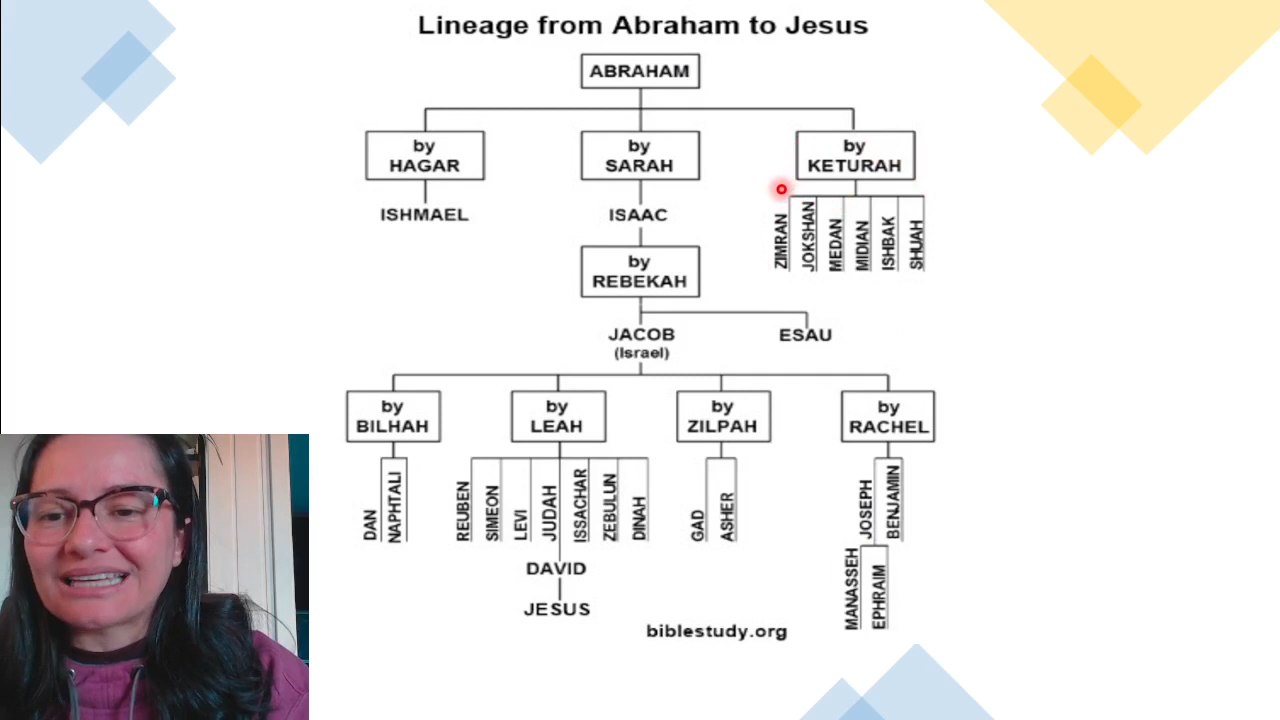 Lineage from Abraham to Jesus
ABRAHAM
by
HAGAR
by
SARAH
by
KETURAH
ISHMAEL
ISAAC
ZIMRAN
JOKSHAN
MEDAN
MIDIAN
ISHBAK
SHUAH
by
REBEKAH
JACOB
(Israel)
ESAU
by
BILHAH
by
LEAH
by
ZILPAH
by
RACHEL
DAN
NAPHTALI
REUBEN
SIMEON
LEVI
JUDAH
ISSACHAR
ZEBULUN
DINAH
GAD
ASHER
JOSEPH
BENJAMIN
DAVID
JESUS
MANASSEH
EPHRAIM
biblestudy.org